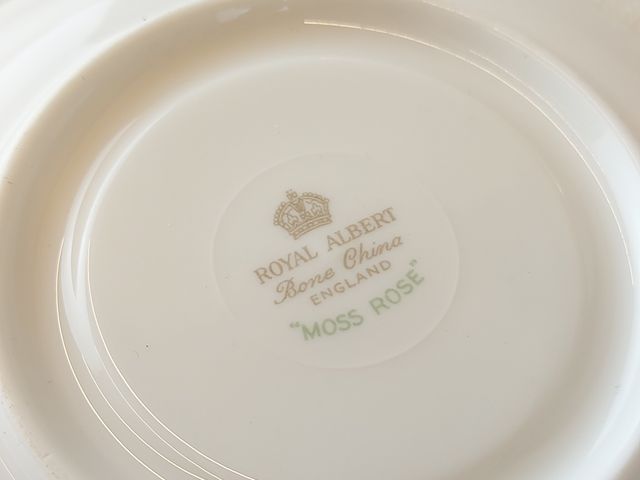 ROYAL ALBERT
Bone China
ENGLAND
"MOSS ROSE"